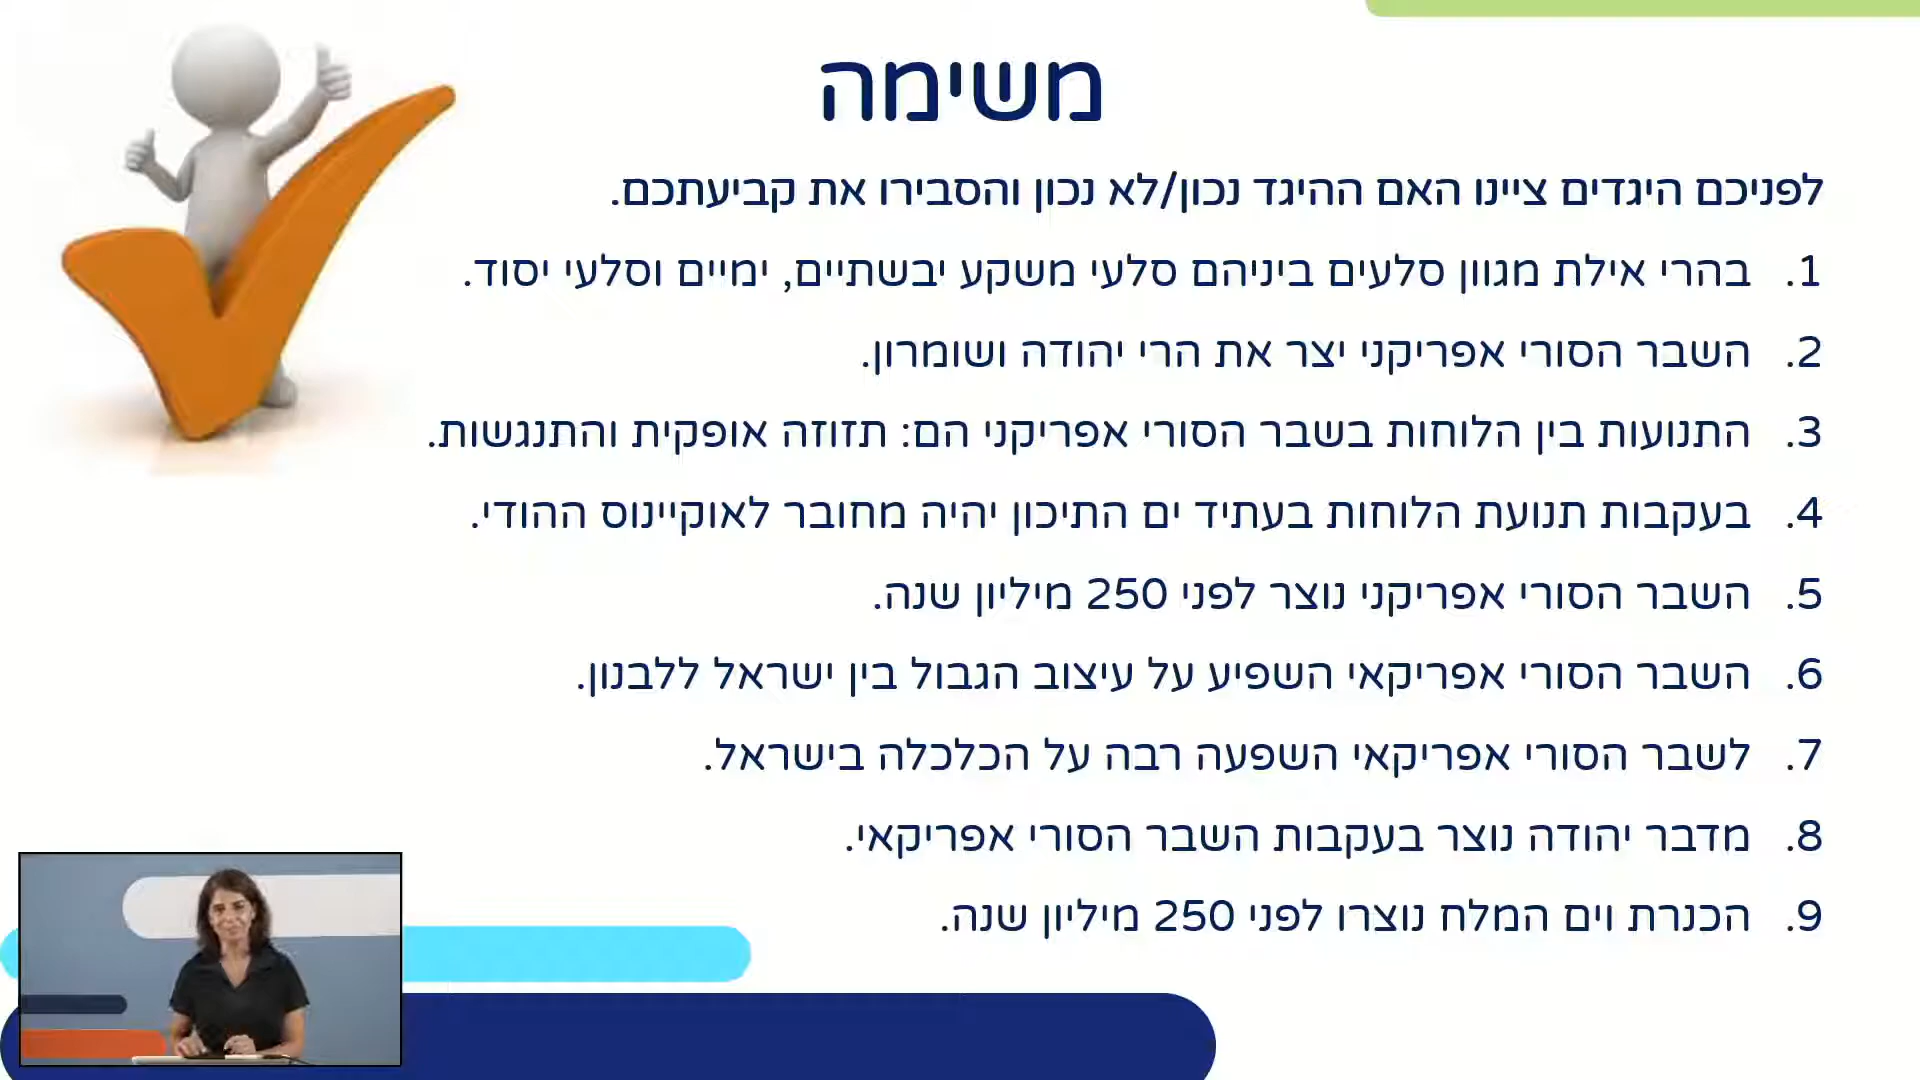 משימה
לפניכם היגדים ציינו האם ההיגד נכון/לא נכון והסבירו את קביעתכם.
1. בהרי אילת מגוון סלעים ביניהם סלעי משקע יבשתיים, ימיים וסלעי יסוד.
2. השבר הסורי אפריקני יצר את הרי יהודה ושומרון.
3. התנועות בין הלוחות בשבר הסורי אפריקני הם: תזוזה אופקית והתנגשות.
4. בעקבות תנועת הלוחות בעתיד ים התיכון יהיה מחובר לאוקיינוס ההודי.
5. השבר הסורי אפריקני נוצר לפני 250 מיליון שנה.
6. השבר הסורי אפריקאי השפיע על עיצוב הגבול בין ישראל ללבנון.
7. לשבר הסורי אפריקאי השפעה רבה על הכלכלה בישראל.
8. מדבר יהודה נוצר בעקבות השבר הסורי אפריקאי.
9. הכנרת וים המלח נוצרו לפני 250 מיליון שנה.